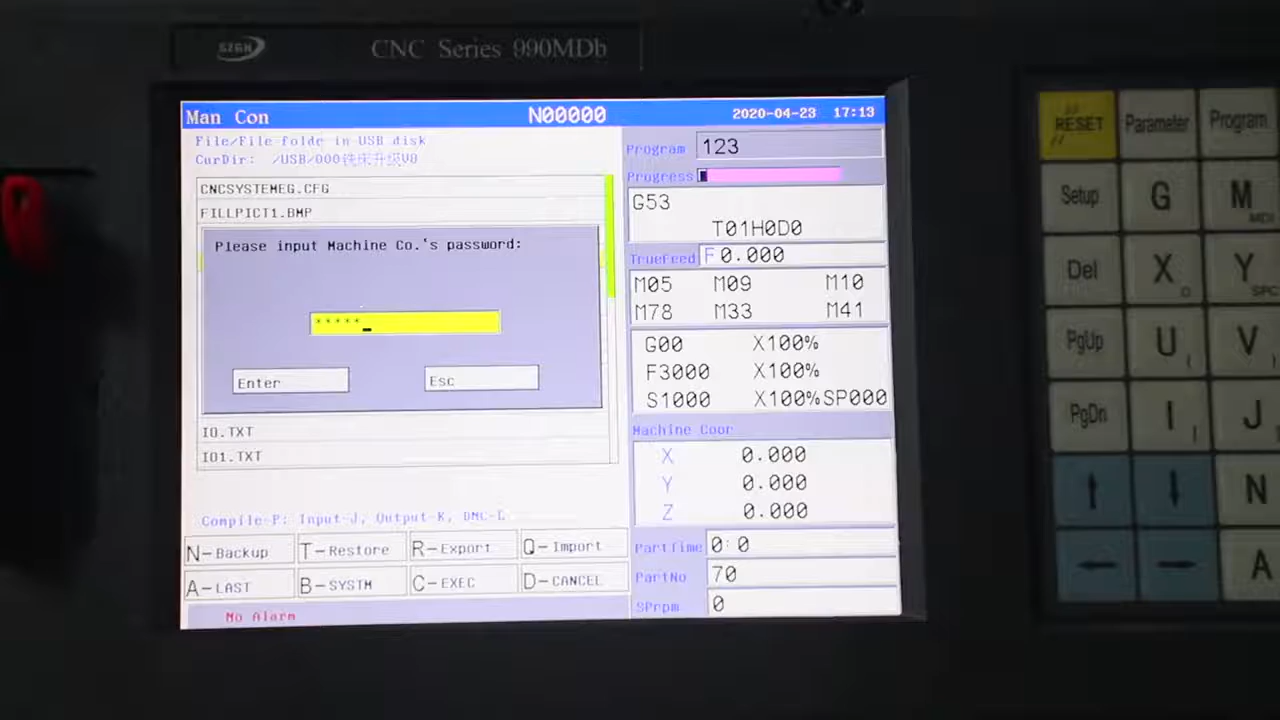 SZGH
CNC Series 990MDb
Man Con N00000 2020-04-23 17:13
File/File folde in USB disk
CurDir: /USB/000铣床升级V8
CNCSYSTEMEG.CFG
FILLPICT1.BMP
Please input Machine Co.'s password:
*****_
Enter Esc
IO.TXT
IO1.TXT
Compile-P: Input-J, Output-K, DNC-L
N-Backup T-Restore R-Export Q-Import
A-LAST B-SYSTM C-EXEC D-CANCEL
No Alarm
Program 123
Progress
G53
T01H0D0
TrueFeed F0.000
M05 M09 M10
M78 M33 M41
G00 X100%
F3000 X100%
S1000 X100%SP000
Machine Coor
X 0.000
Y 0.000
Z 0.000
PartTime 0: 0
PartNo 70
SPrpm 0
// RESET // Parameter Program
Setup G M MDI
Del X Y SPC
PgUp U V
PgDn I J
↑ ↓ N
← → A